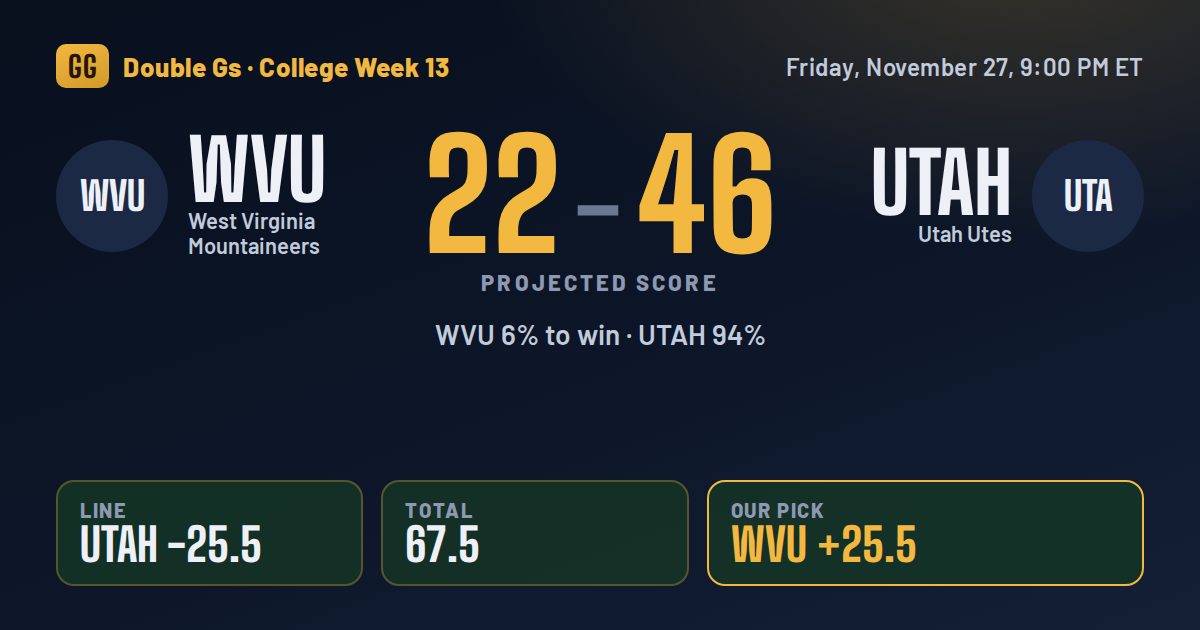 GG
Double Gs · College Week 13
Friday, November 27, 9:00 PM ET
WVU
WVU
West Virginia
Mountaineers
22 – 46
PROJECTED SCORE
WVU 6% to win · UTAH 94%
UTAH
Utah Utes
UTA
LINE
UTAH −25.5
TOTAL
67.5
OUR PICK
WVU +25.5